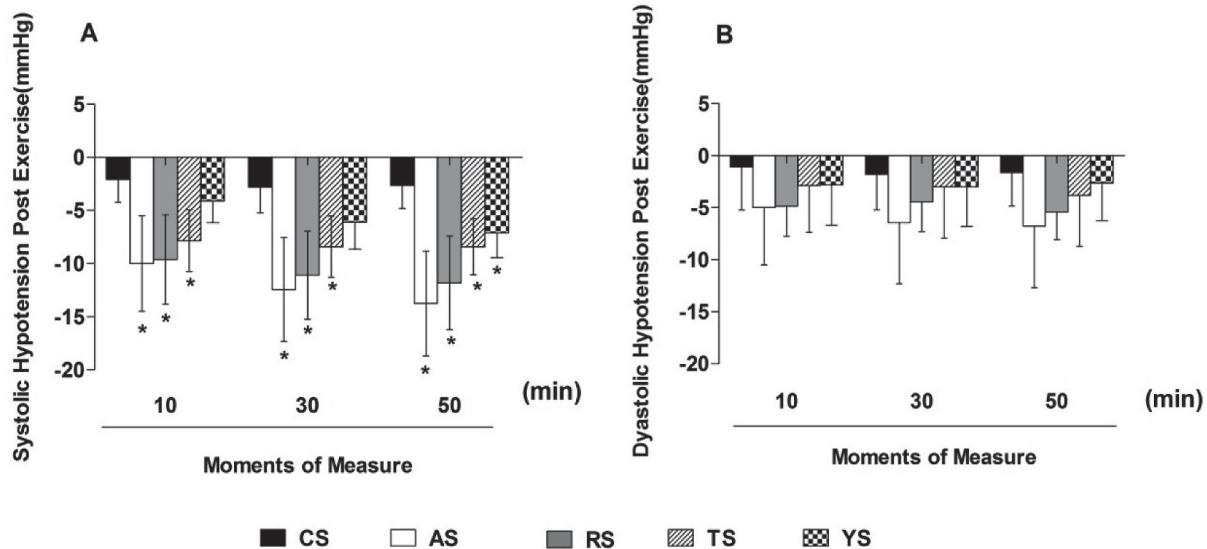 A
Systolic Hypotension Post Exercise(mmHg)
5
0
-5
-10
-15
-20
* * *
* * *
* * * *
10 30 50 (min)
Moments of Measure
B
Dyastolic Hypotension Post Exercise(mmHg)
5
0
-5
-10
-15
-20
10 30 50 (min)
Moments of Measure
CS AS RS TS YS